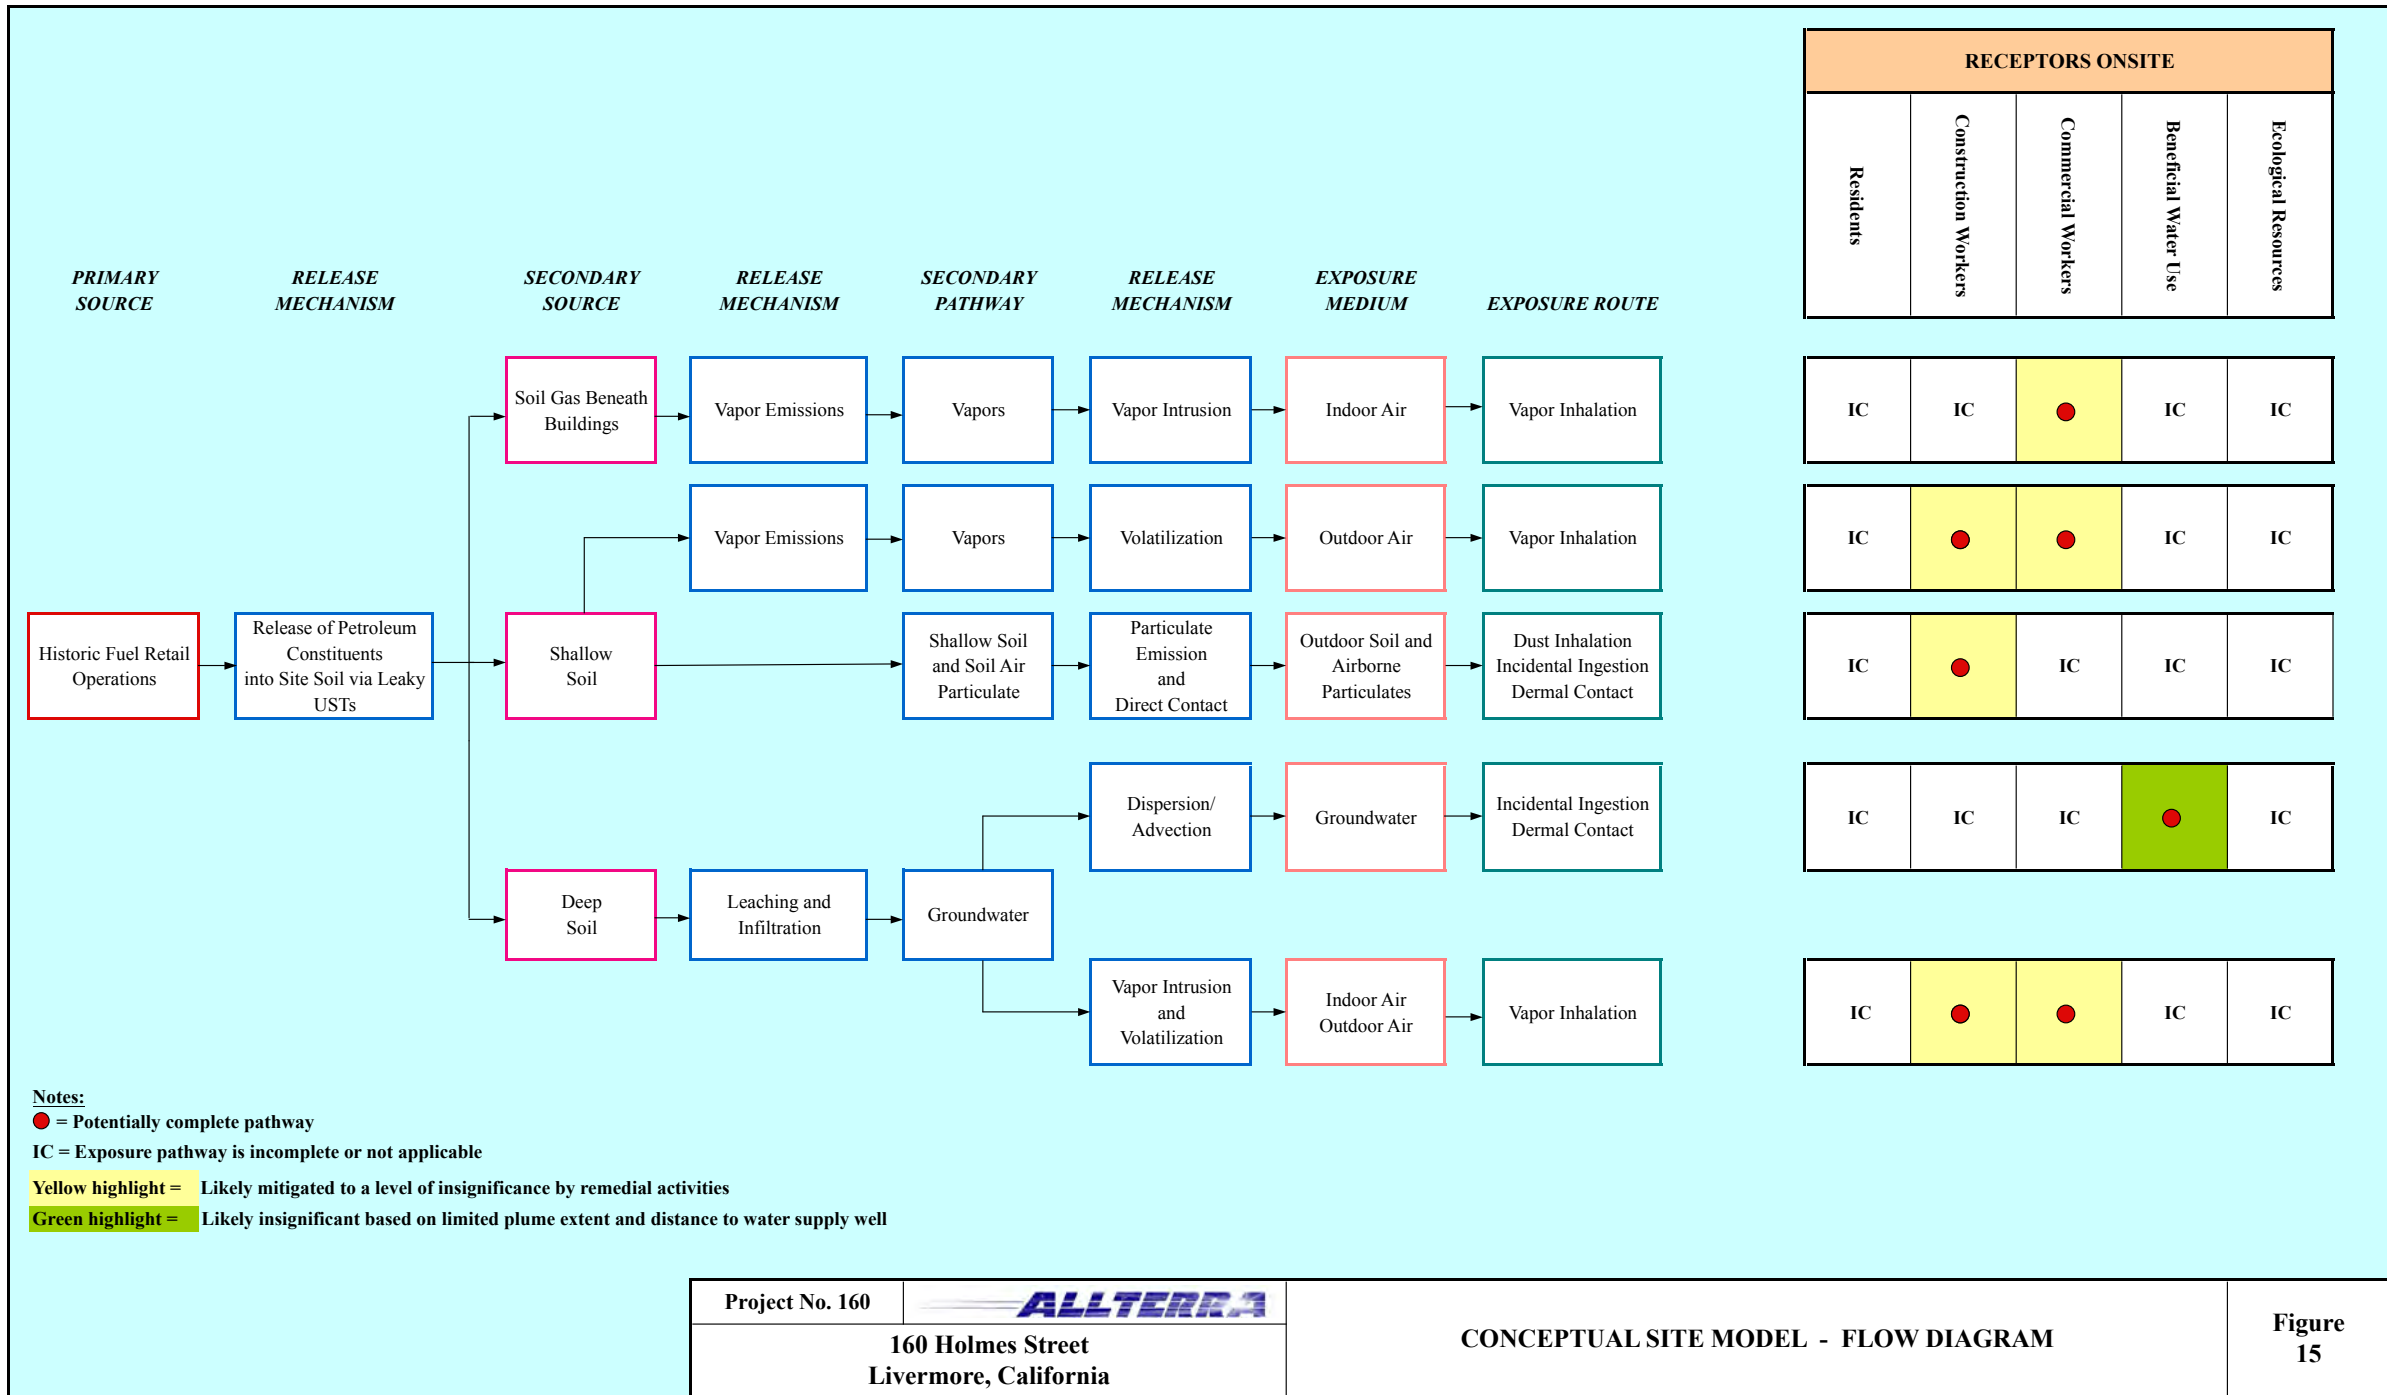 RECEPTORS ONSITE
Residents
Construction Workers
Commercial Workers
Beneficial Water Use
Ecological Resources
PRIMARY
SOURCE
RELEASE
MECHANISM
SECONDARY
SOURCE
RELEASE
MECHANISM
SECONDARY
PATHWAY
RELEASE
MECHANISM
EXPOSURE
MEDIUM
EXPOSURE ROUTE
Soil Gas Beneath
Buildings
Vapor Emissions
Vapors
Vapor Intrusion
Indoor Air
Vapor Inhalation
IC
IC
IC
IC
Vapor Emissions
Vapors
Volatilization
Outdoor Air
Vapor Inhalation
IC
IC
IC
Historic Fuel Retail
Operations
Release of Petroleum
Constituents
into Site Soil via Leaky
USTs
Shallow
Soil
Shallow Soil
and Soil Air
Particulate
Particulate
Emission
and
Direct Contact
Outdoor Soil and
Airborne
Particulates
Dust Inhalation
Incidental Ingestion
Dermal Contact
IC
IC
IC
IC
Dispersion/
Advection
Groundwater
Incidental Ingestion
Dermal Contact
IC
IC
IC
IC
Deep
Soil
Leaching and
Infiltration
Groundwater
Vapor Intrusion
and
Volatilization
Indoor Air
Outdoor Air
Vapor Inhalation
IC
IC
IC
Notes:
= Potentially complete pathway
IC = Exposure pathway is incomplete or not applicable
Yellow highlight = Likely mitigated to a level of insignificance by remedial activities
Green highlight = Likely insignificant based on limited plume extent and distance to water supply well
Project No. 160
ALLTERRA
160 Holmes Street
Livermore, California
CONCEPTUAL SITE MODEL - FLOW DIAGRAM
Figure
15